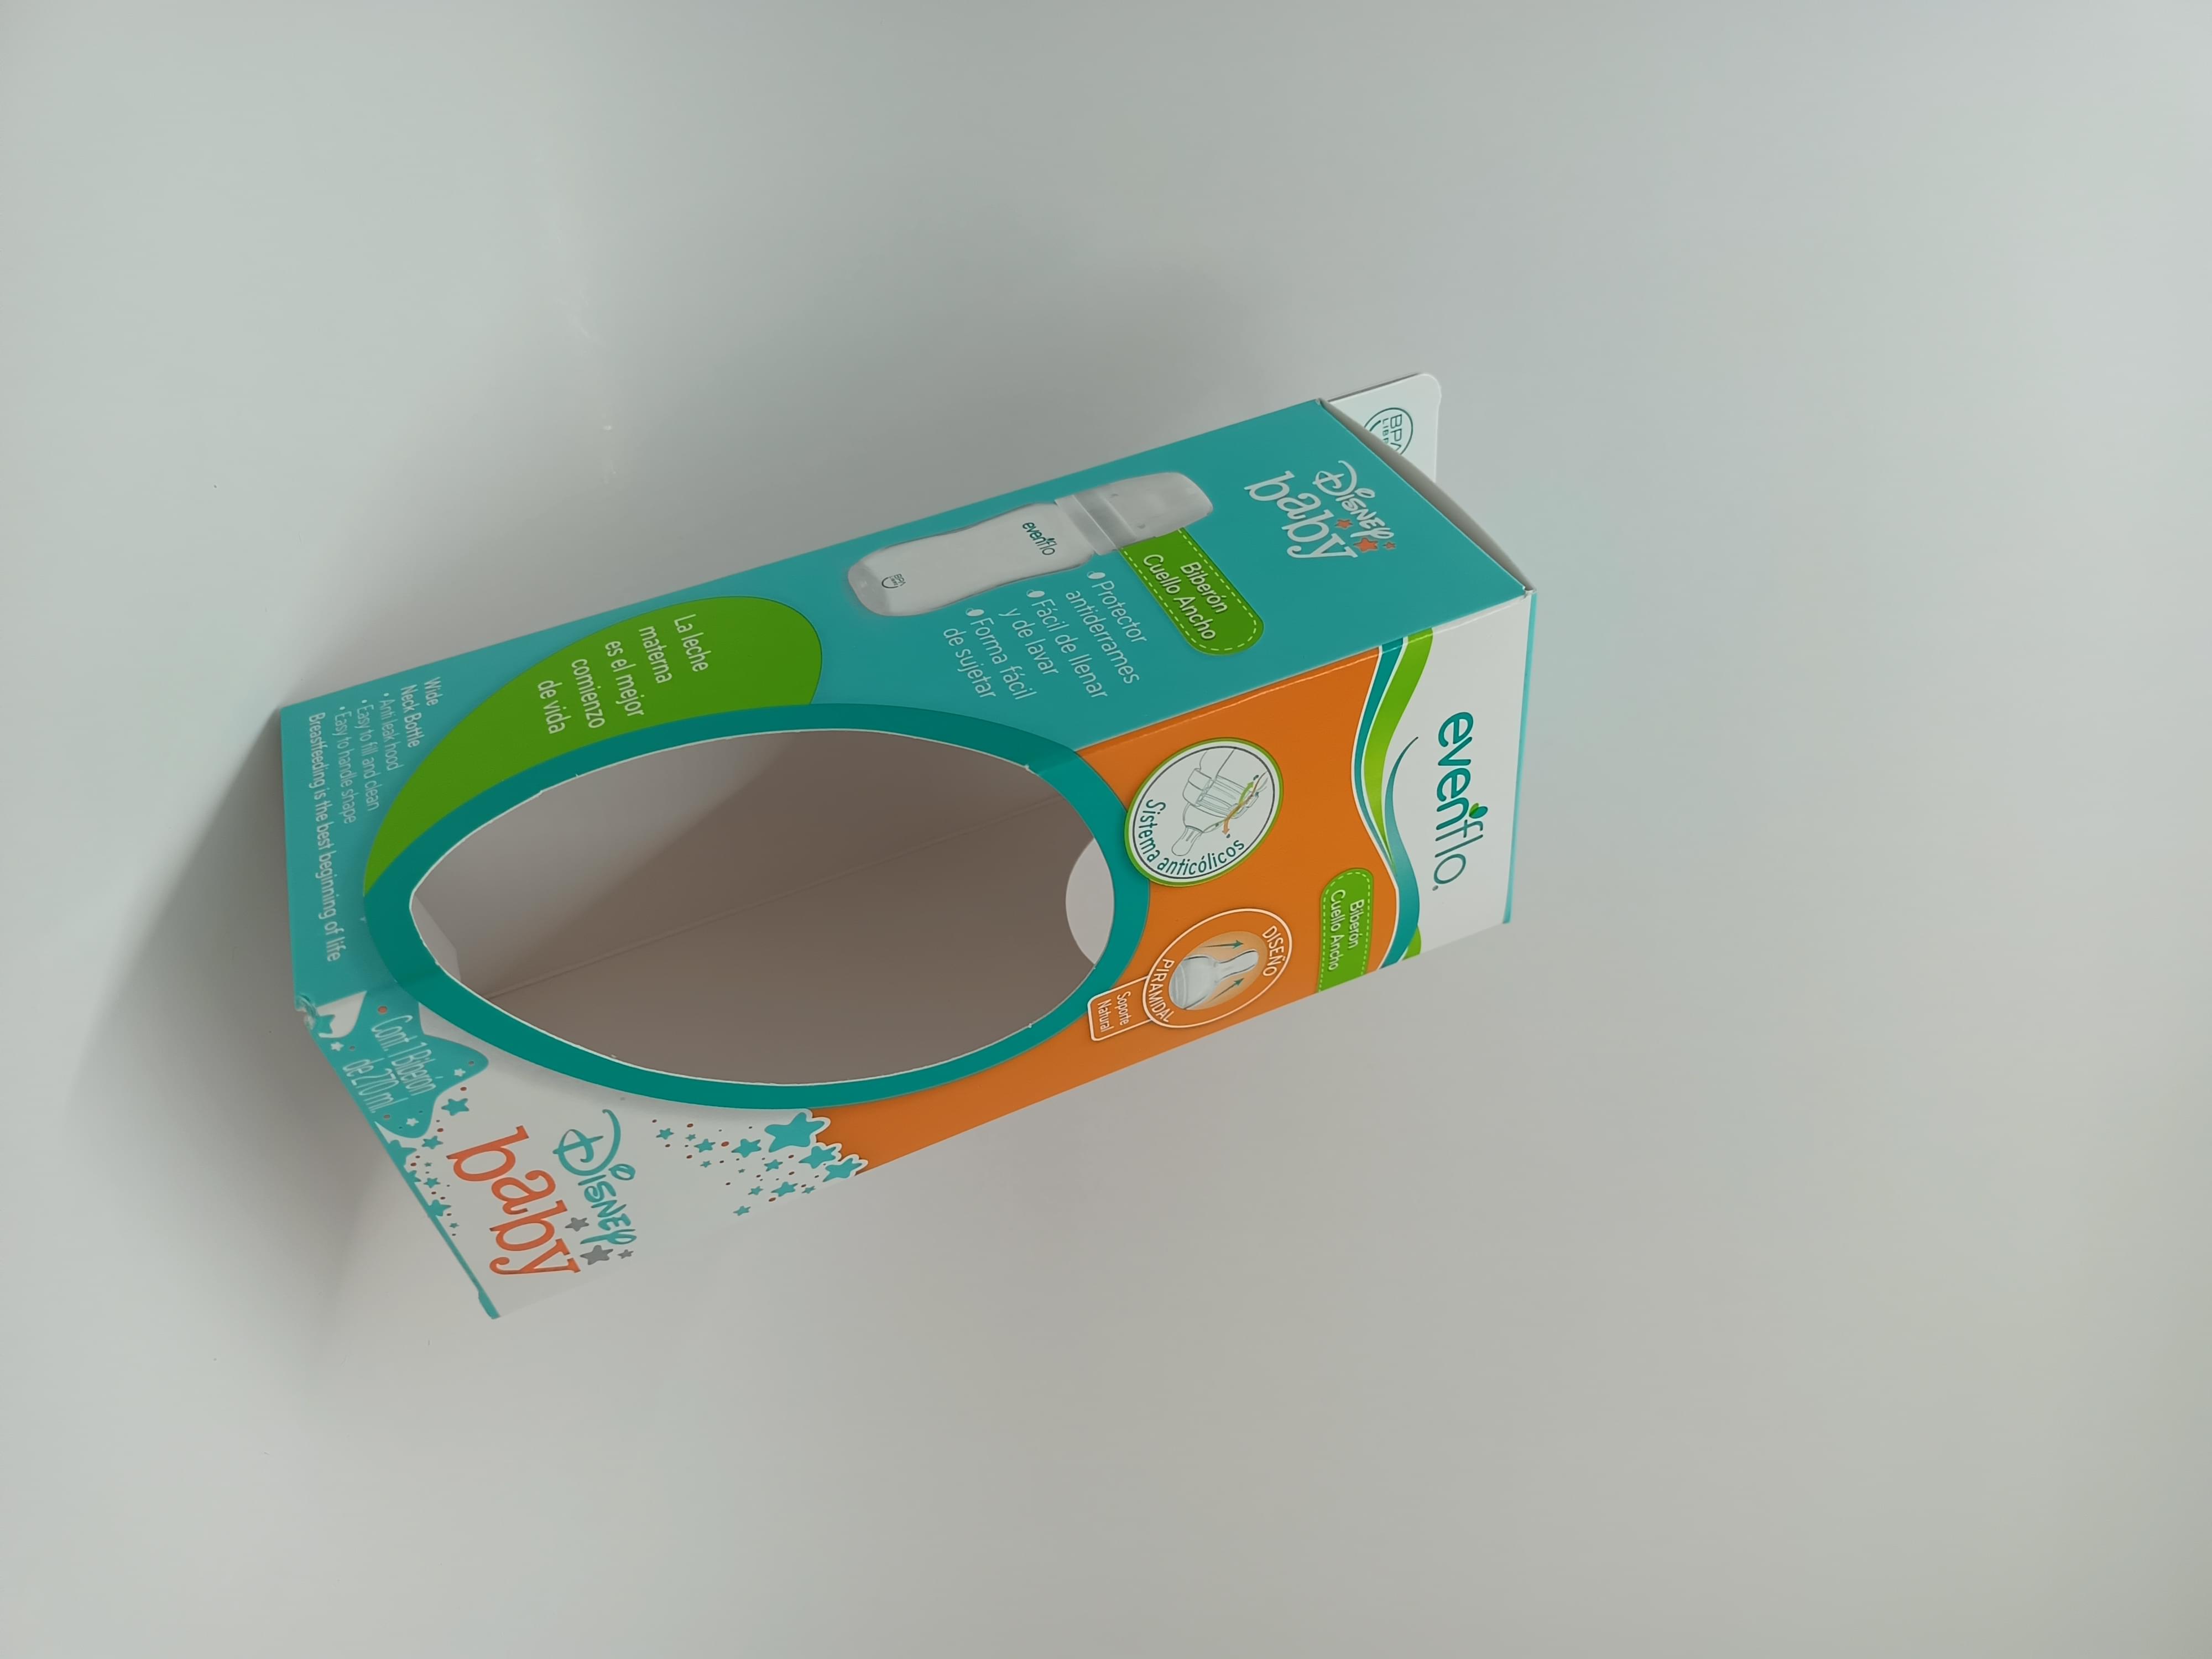 evenflo
Biberón
Cuello Ancho
Sistema anticólicos
DISEÑO
PIRAMIDAL
Soporte
Natural
Disney
baby
Cont. 1 Biberón
de 270 ml.
BPA
Disney
baby
Biberón
Cuello Ancho
Protector
antiderrames
Fácil de llenar
y de lavar
Forma fácil
de sujetar
evenflo
BPA
La leche
materna
es el mejor
comienzo
de vida
Wide
Neck Bottle
• Anti leak hood
• Easy to fill and clean
• Easy to handle shape
Breastfeeding is the best beginning of life